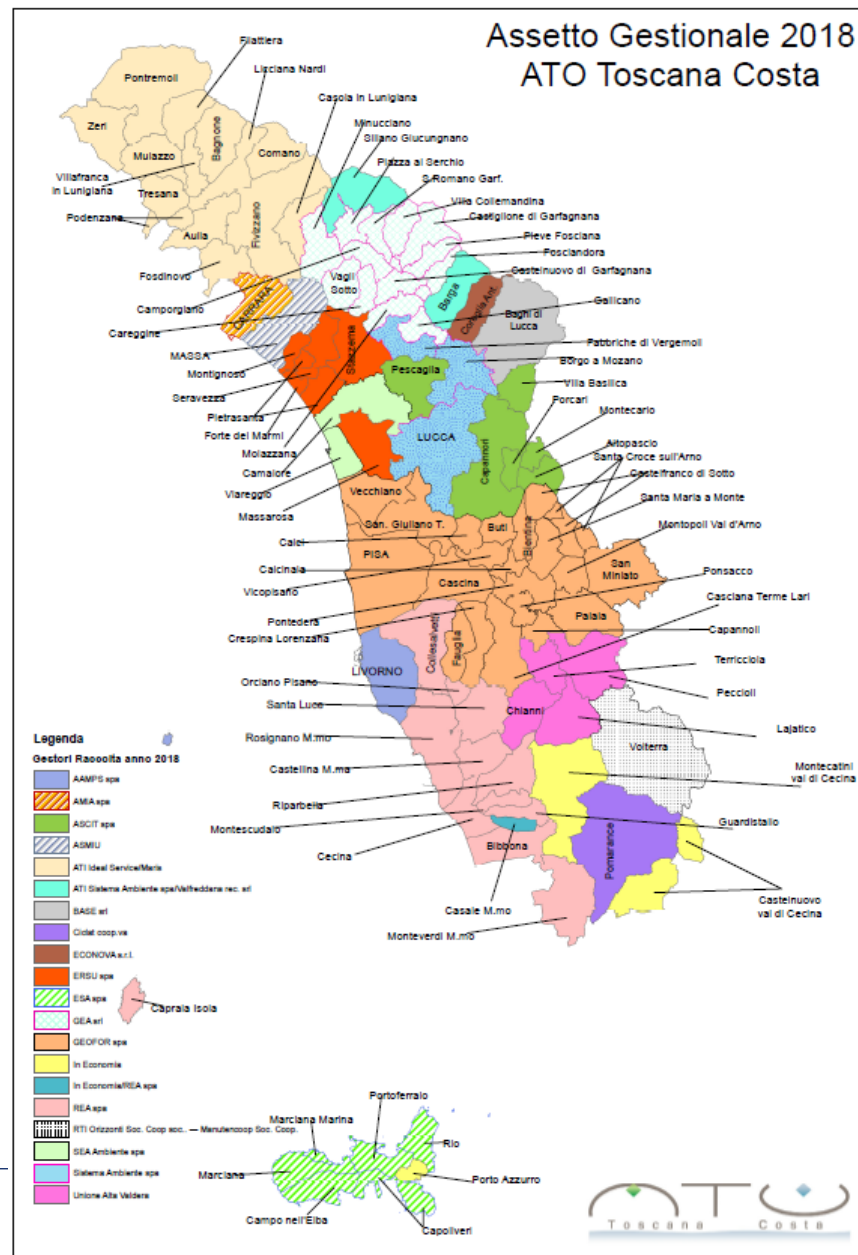 Assetto Gestionale 2018
ATO Toscana Costa
Filattiera
Licciana Nardi
Pontremoli
Casola in Lunigiana
Zeri
Bagnone
Minucciano
Sillano Giucungnano
Mulazzo
Comano
Piazza al Serchio
S.Romano Garf.
Villafranca
in Lunigiana
Tresana
Villa Collemandina
Castiglione di Garfagnana
Podenzana
Fivizzano
Aulla
Pieve Fosciana
Fosciandora
Fosdinovo
Vagli
Sotto
Castelnuovo di Garfagnana
Camporgiano
Barga
Coreglia Ant.
Gallicano
CARRARA
Bagni di
Lucca
Careggine
Stazzema
Fabbriche di Vergemoli
MASSA
Borgo a Mozano
Montignoso
Pescaglia
Villa Basilica
Seravezza
Porcari
Pietrasanta
Montecarlo
Forte dei Marmi
LUCCA
Molazzana
Altopascio
Camaiore
Capannori
Santa Croce sull'Arno
Castelfranco di Sotto
Viareggio
Vecchiano
Santa Maria a Monte
Massarosa
San. Giuliano T.
Buti
Bientina
Montopoli Val d'Arno
Calci
PISA
San
Miniato
Calcinaia
Cascina
Ponsacco
Vicopisano
Casciana Terme Lari
Pontedera
Palaia
Crespina Lorenzana
Collesalvetti
Fauglia
Capannoli
LIVORNO
Terricciola
Orciano Pisano
Peccioli
Santa Luce
Chianni
Lajatico
Rosignano M.mo
Volterra
Castellina M.ma
Montecatini
val di Cecina
Riparbella
Montescudaio
Guardistallo
Cecina
Bibbona
Pomarance
Casale M.mo
Castelnuovo
val di Cecina
Monteverdi M.mo
Legenda
Gestori Raccolta anno 2018
AAMPS spa
AMIA spa
ASCIT spa
ASMIU
ATI Ideal Service/Maris
ATI Sistema Ambiente spa/Valfreddana rec. srl
BASE srl
Ciclat coop.va
ECONOVA s.r.l.
ERSU spa
ESA spa
GEA srl
GEOFOR spa
In Economia
In Economia/REA spa
REA spa
RTI Orizzonti Soc. Coop soc.. — Manutencoop Soc. Coop.
SEA Ambiente spa
Sistema Ambiente spa
Unione Alta Valdera
Capraia Isola
Portoferraio
Marciana Marina
Rio
Marciana
Porto Azzurro
Campo nell'Elba
Capoliveri
Toscana Costa